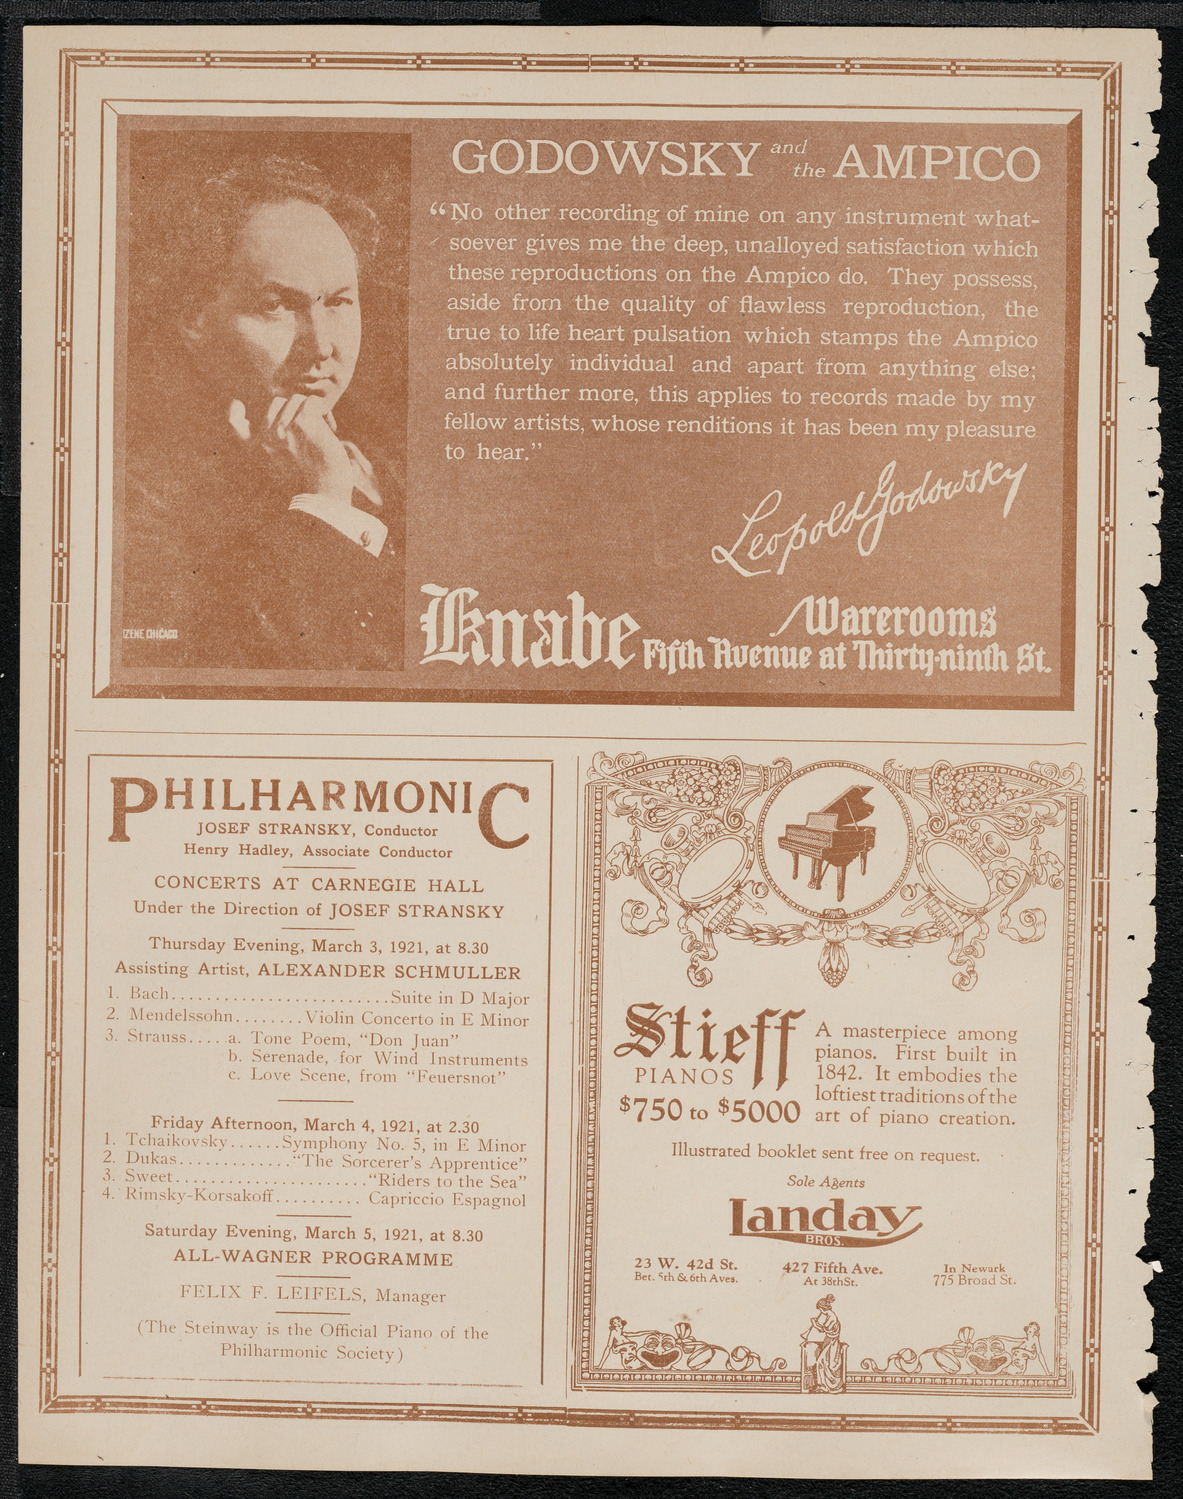 GODOWSKY and the AMPICO
“No other recording of mine on any instrument what-
soever gives me the deep, unalloyed satisfaction which
these reproductions on the Ampico do. They possess,
aside from the quality of flawless reproduction, the
true to life heart pulsation which stamps the Ampico
absolutely individual and apart from anything else;
and further more, this applies to records made by my
fellow artists, whose renditions it has been my pleasure
to hear.”
Leopold Godowsky
IZENE CHICAGO
Knabe Warerooms
Fifth Avenue at Thirty-ninth St.
PHILHARMONIC
JOSEF STRANSKY, Conductor
Henry Hadley, Associate Conductor
CONCERTS AT CARNEGIE HALL
Under the Direction of JOSEF STRANSKY
Thursday Evening, March 3, 1921, at 8.30
Assisting Artist, ALEXANDER SCHMULLER
1. Bach.........................Suite in D Major
2. Mendelssohn........Violin Concerto in E Minor
3. Strauss.....a. Tone Poem, “Don Juan”
b. Serenade, for Wind Instruments
c. Love Scene, from “Feuersnot”
Friday Afternoon, March 4, 1921, at 2.30
1. Tchaikovsky......Symphony No. 5, in E Minor
2. Dukas.............“The Sorcerer's Apprentice”
3. Sweet......................“Riders to the Sea”
4. Rimsky-Korsakoff.......... Capriccio Espagnol
Saturday Evening, March 5, 1921, at 8.30
ALL-WAGNER PROGRAMME
FELIX F. LEIFELS, Manager
(The Steinway is the Official Piano of the
Philharmonic Society)
Stieff
PIANOS
$750 to $5000
A masterpiece among
pianos. First built in
1842. It embodies the
loftiest traditions of the
art of piano creation.
Illustrated booklet sent free on request.
Sole Agents
Landay
BROS.
23 W. 42d St.
Bet. 5th & 6th Aves.
427 Fifth Ave.
At 38th St.
In Newark
775 Broad St.